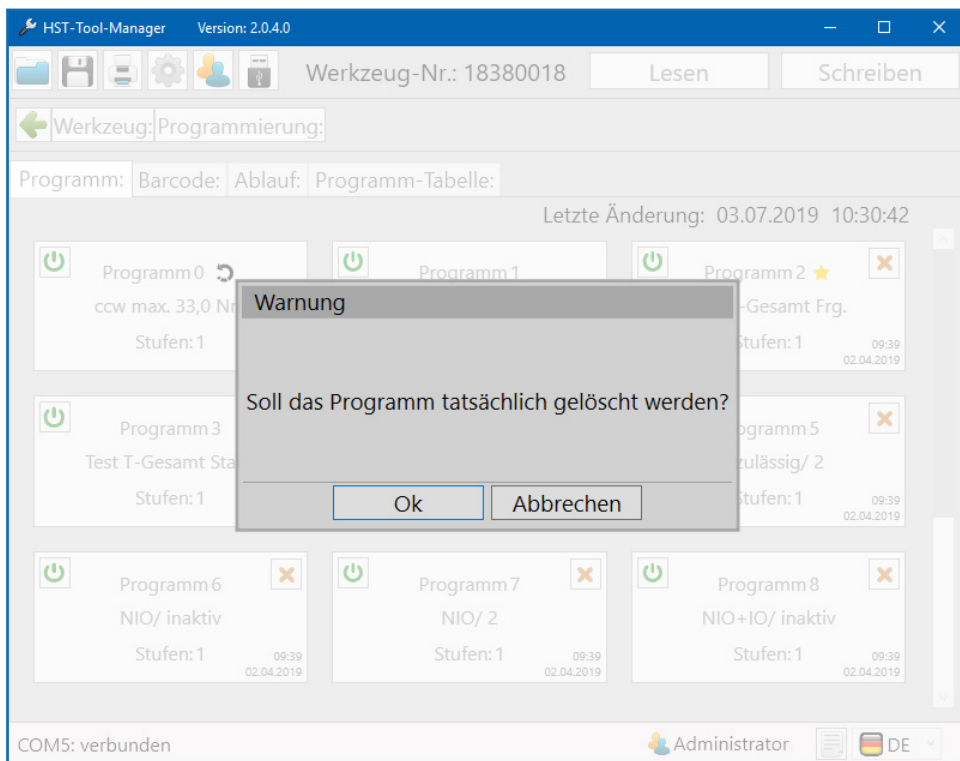 HST-Tool-Manager Version: 2.0.4.0
Werkzeug-Nr.: 18380018 Lesen Schreiben
Werkzeug: Programmierung:
Programm: Barcode: Ablauf: Programm-Tabelle:
Letzte Änderung: 03.07.2019 10:30:42
Programm 0
ccw max. 33,0
Stufen: 1
Programm 1
Programm 2
-Gesamt Frg.
Stufen: 1
09:39
02.04.2019
Warnung
Soll das Programm tatsächlich gelöscht werden?
Ok Abbrechen
Programm 3
Test T-Gesamt
Stufen: 1
ogramm 5
zulässig/ 2
Stufen: 1
09:39
02.04.2019
Programm 6
NIO/ inaktiv
Stufen: 1
09:39
02.04.2019
Programm 7
NIO/ 2
Stufen: 1
09:39
02.04.2019
Programm 8
NIO+IO/ inaktiv
Stufen: 1
09:39
02.04.2019
COM5: verbunden Administrator DE